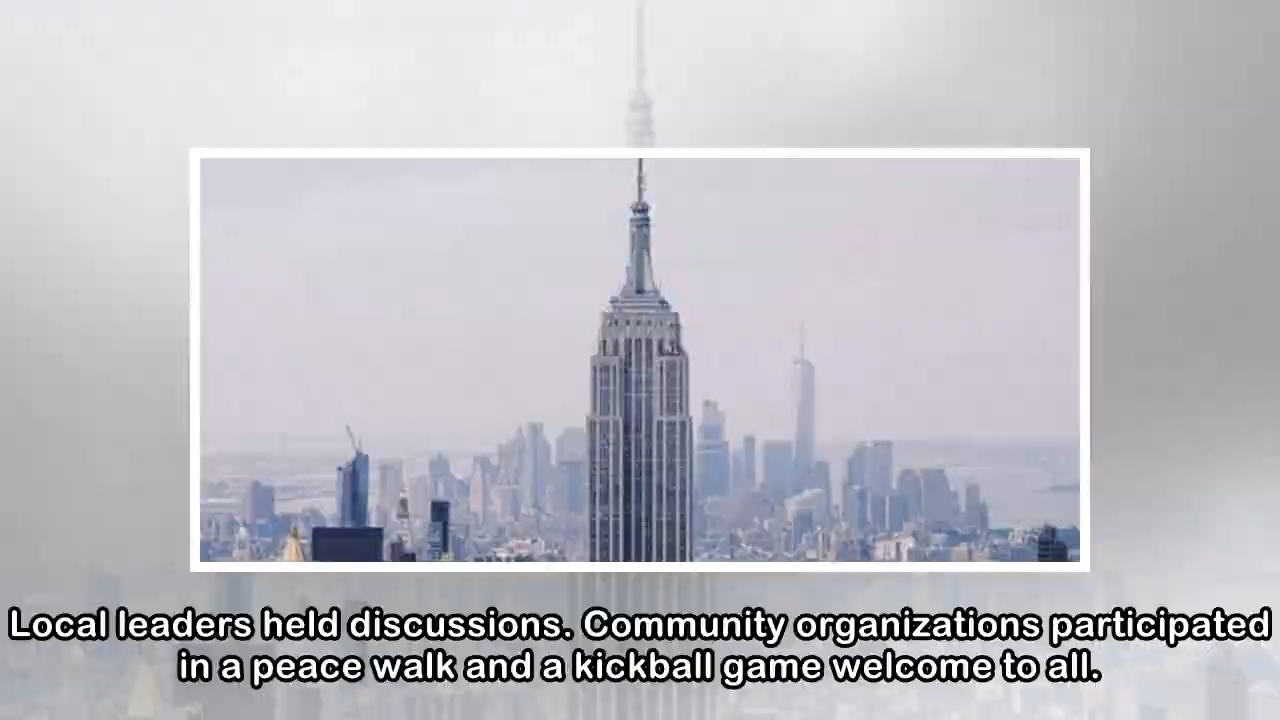 Local leaders held discussions. Community organizations participated
in a peace walk and a kickball game welcome to all.